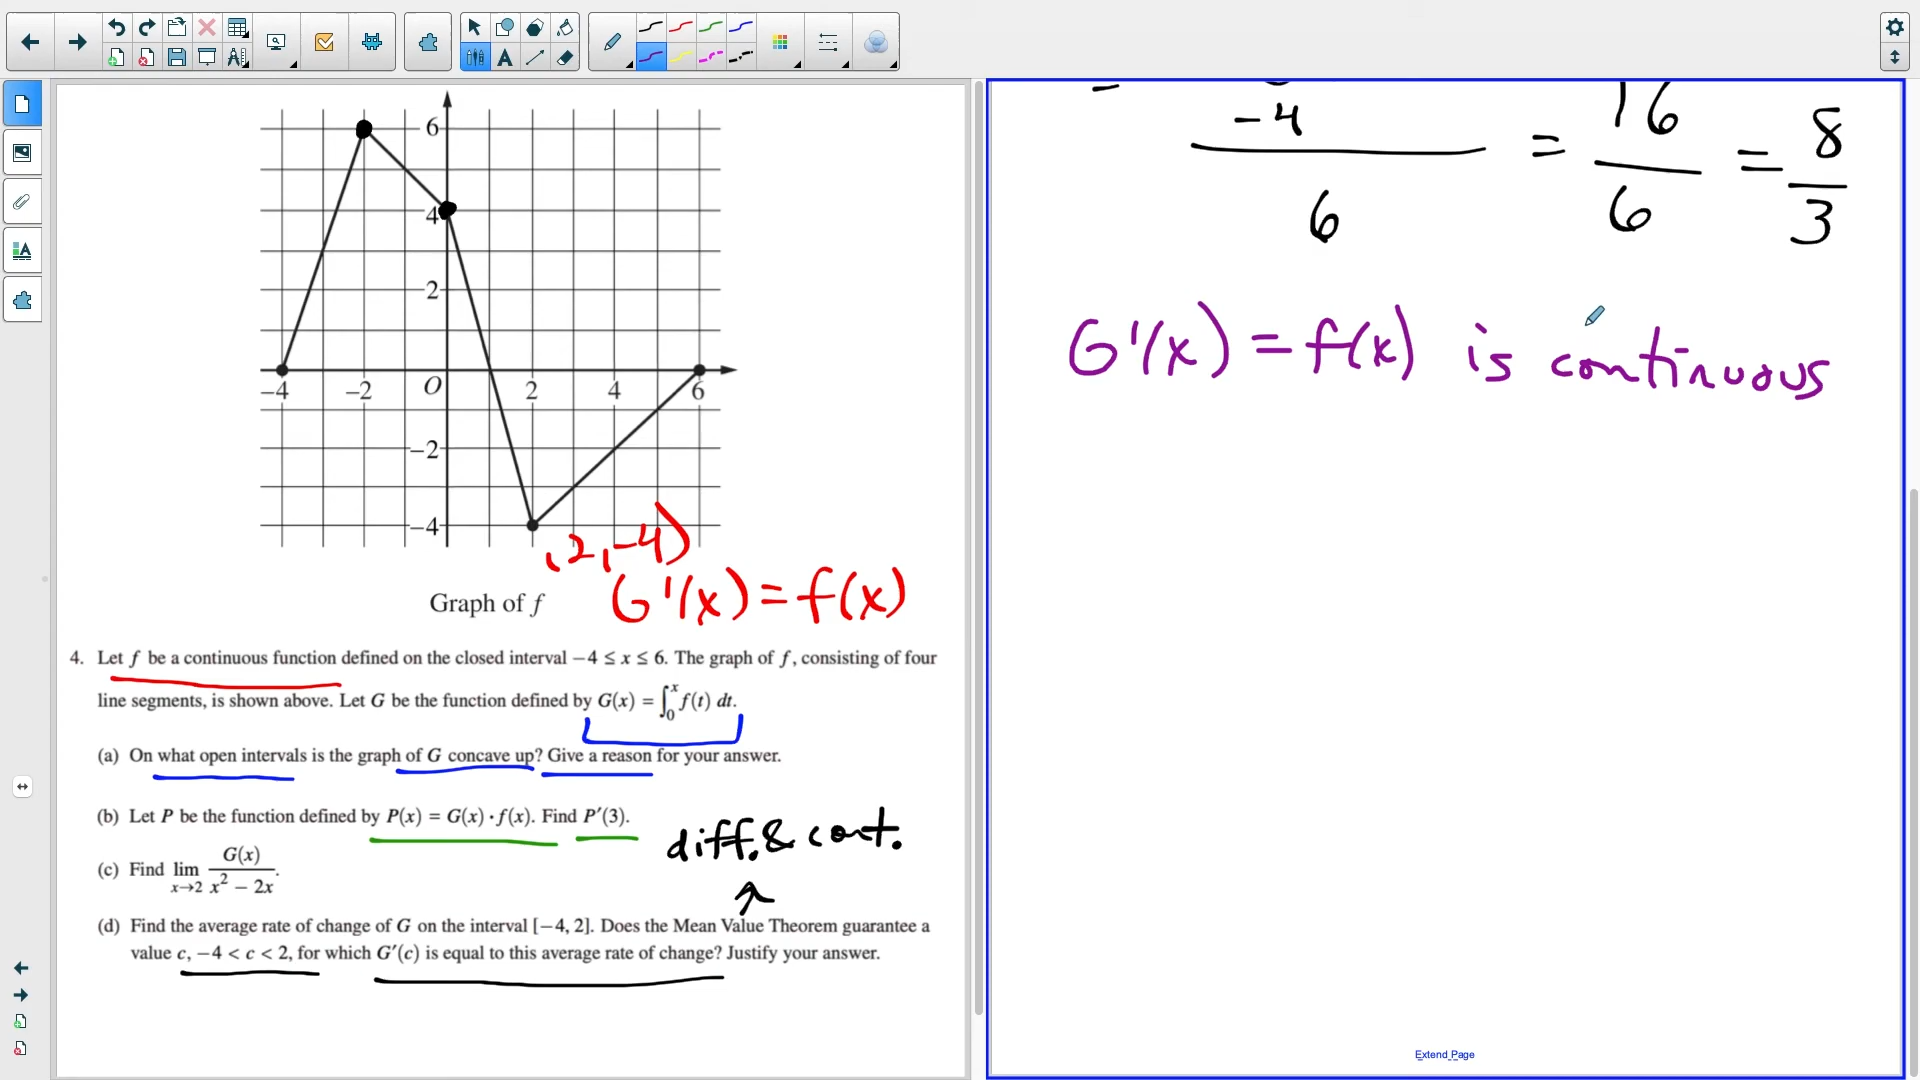 6
4
2
-4 -2 O 2 4 6
-2
-4
(2,-4)
Graph of f
G'(x)=f(x)
4. Let f be a continuous function defined on the closed interval −4 ≤ x ≤ 6. The graph of f, consisting of four
line segments, is shown above. Let G be the function defined by G(x) = ∫₀ˣ f(t) dt.
(a) On what open intervals is the graph of G concave up? Give a reason for your answer.
(b) Let P be the function defined by P(x) = G(x) · f(x). Find P′(3).
diff. & cont.
(c) Find lim x→2 G(x) / x² − 2x.
(d) Find the average rate of change of G on the interval [−4, 2]. Does the Mean Value Theorem guarantee a
value c, −4 < c < 2, for which G′(c) is equal to this average rate of change? Justify your answer.
-4 / 6 = 16 / 6 = 8 / 3
G'(x) = f(x) is continuous
Extend_Page